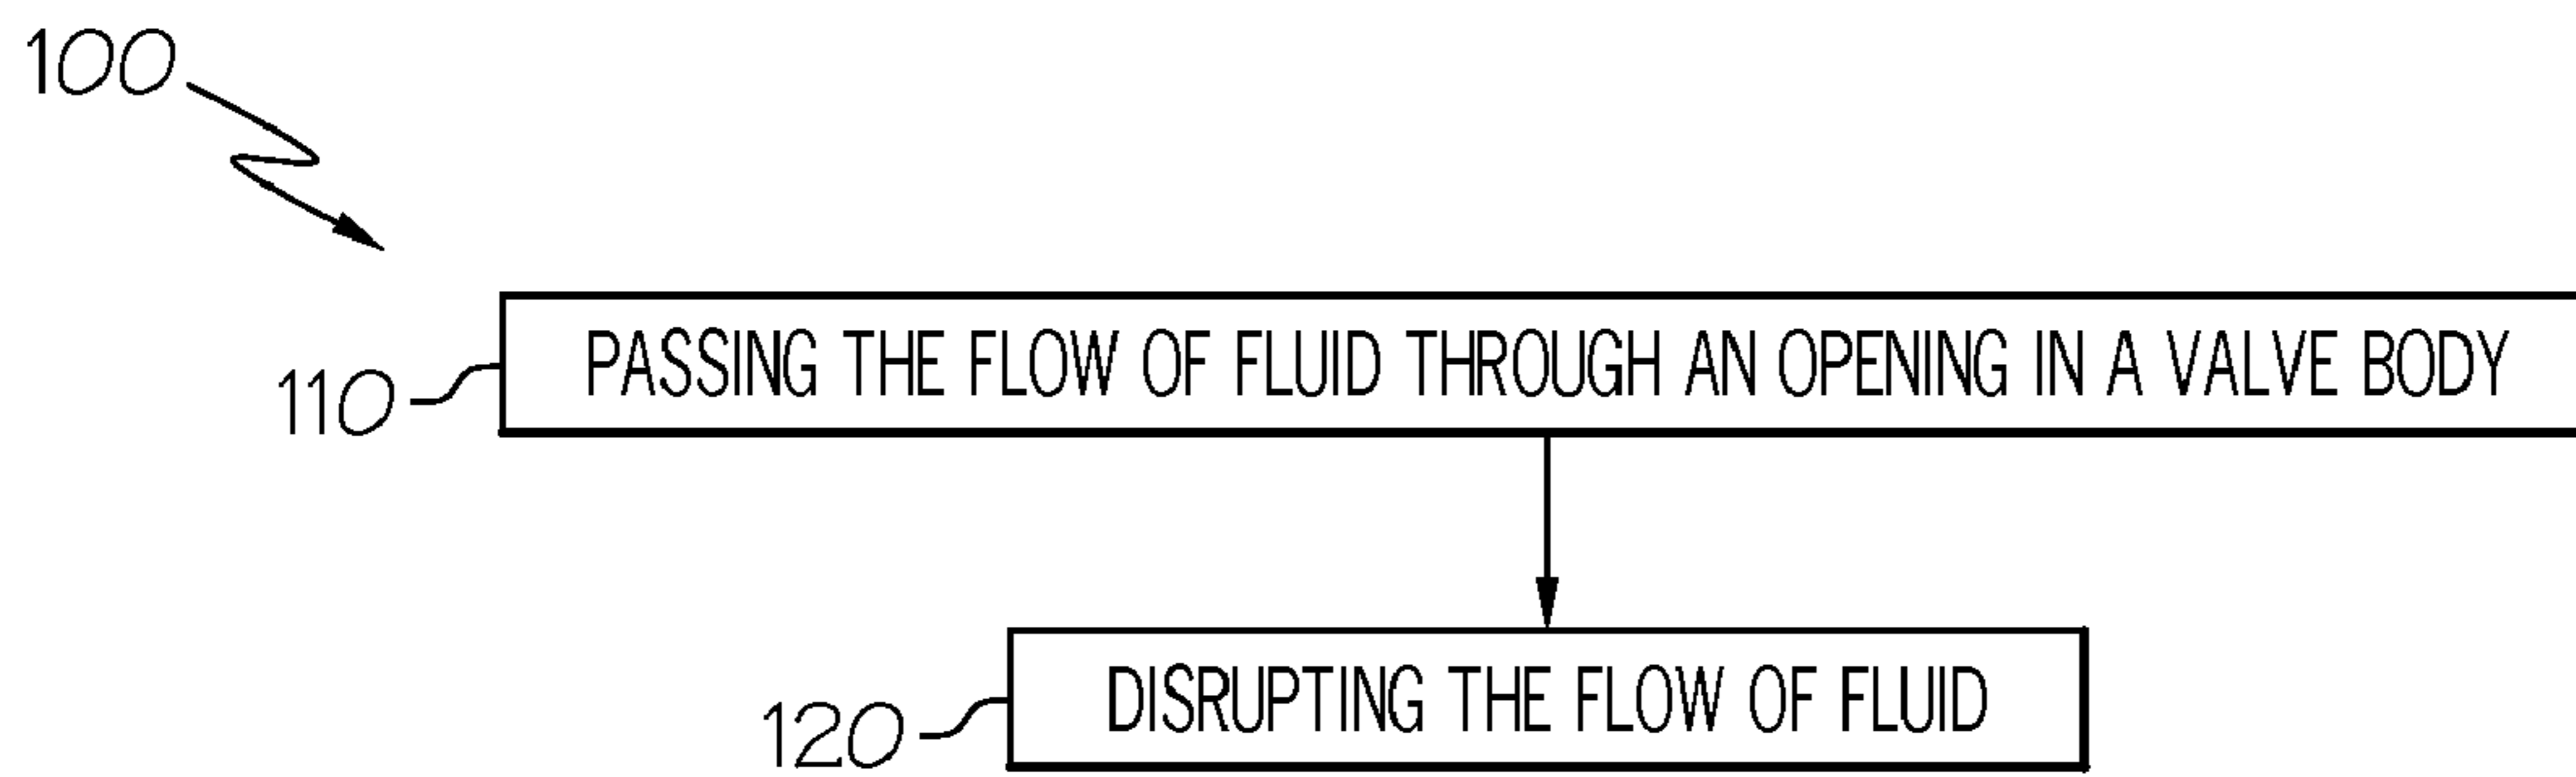 100
110 PASSING THE FLOW OF FLUID THROUGH AN OPENING IN A VALVE BODY
120 DISRUPTING THE FLOW OF FLUID